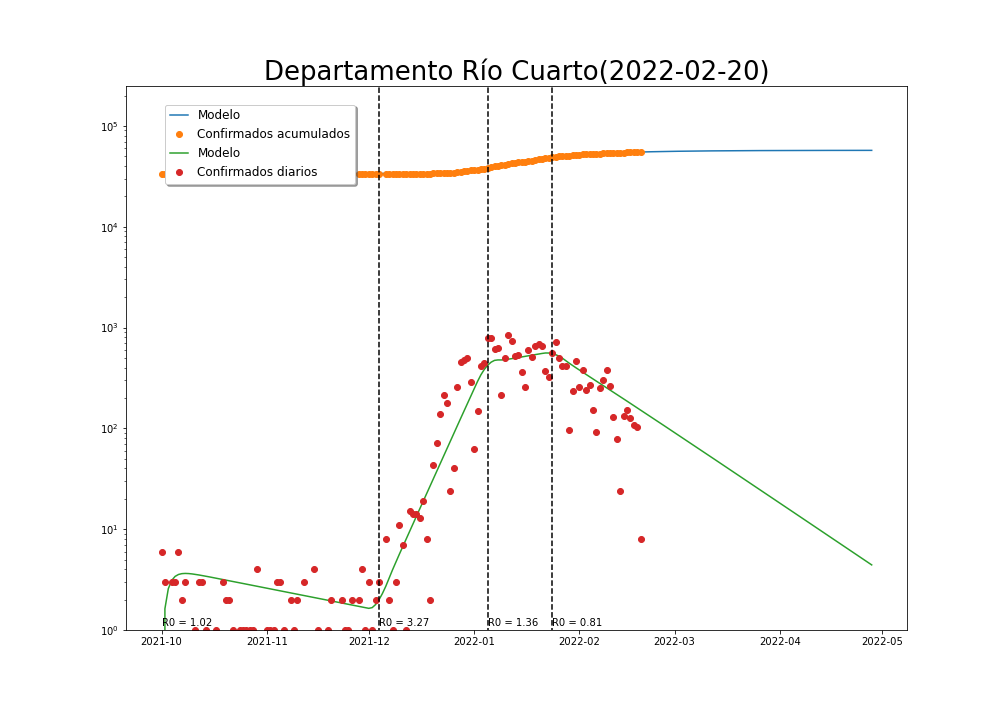 Departamento Río Cuarto(2022-02-20)
Modelo
Confirmados acumulados
Modelo
Confirmados diarios
10⁵
10⁴
10³
10²
10¹
10⁰
R0 = 1.02
R0 = 3.27
R0 = 1.36
R0 = 0.81
2021-10
2021-11
2021-12
2022-01
2022-02
2022-03
2022-04
2022-05